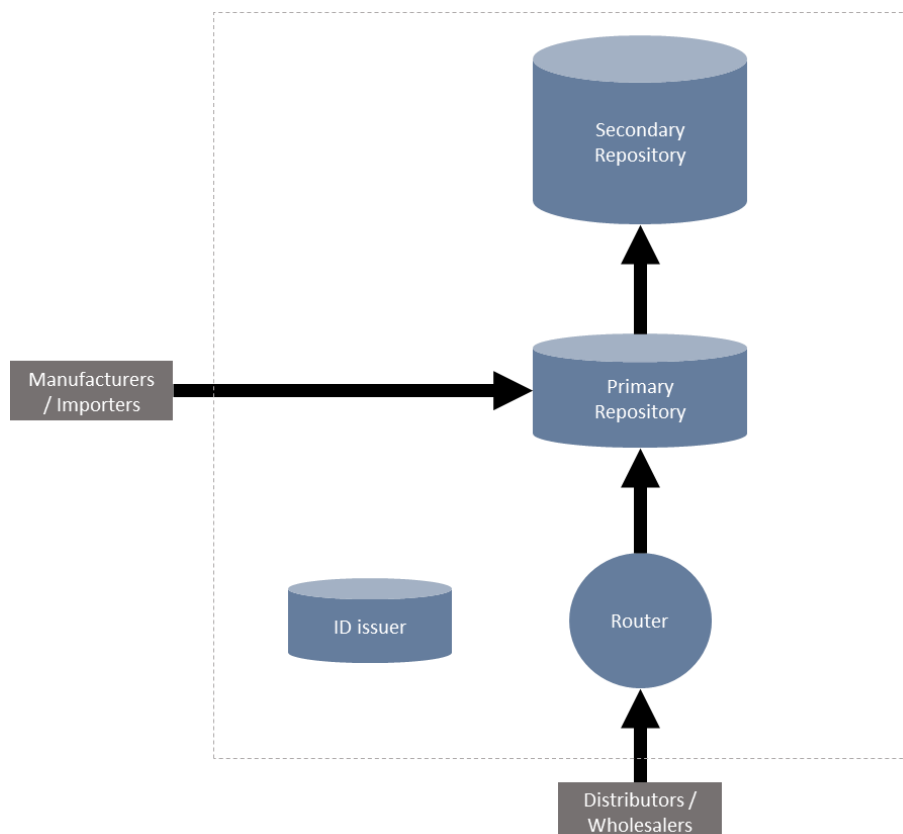 Secondary
Repository
Manufacturers
/ Importers
Primary
Repository
ID issuer
Router
Distributors /
Wholesalers